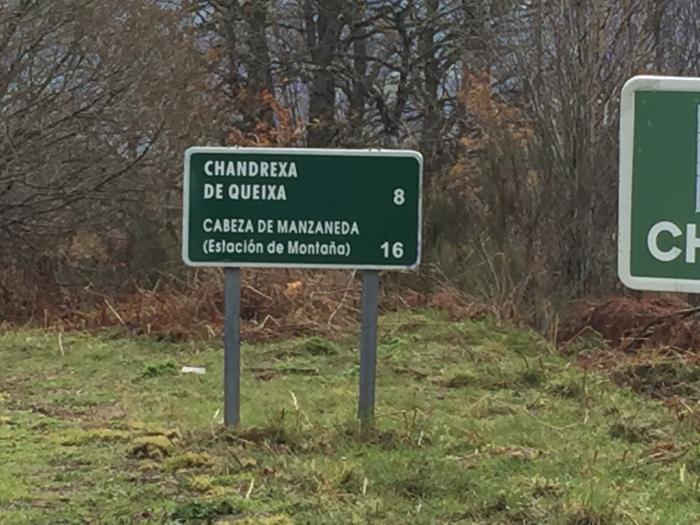 CHANDREXA
DE QUEIXA 8
CABEZA DE MANZANEDA
(Estación de Montaña) 16